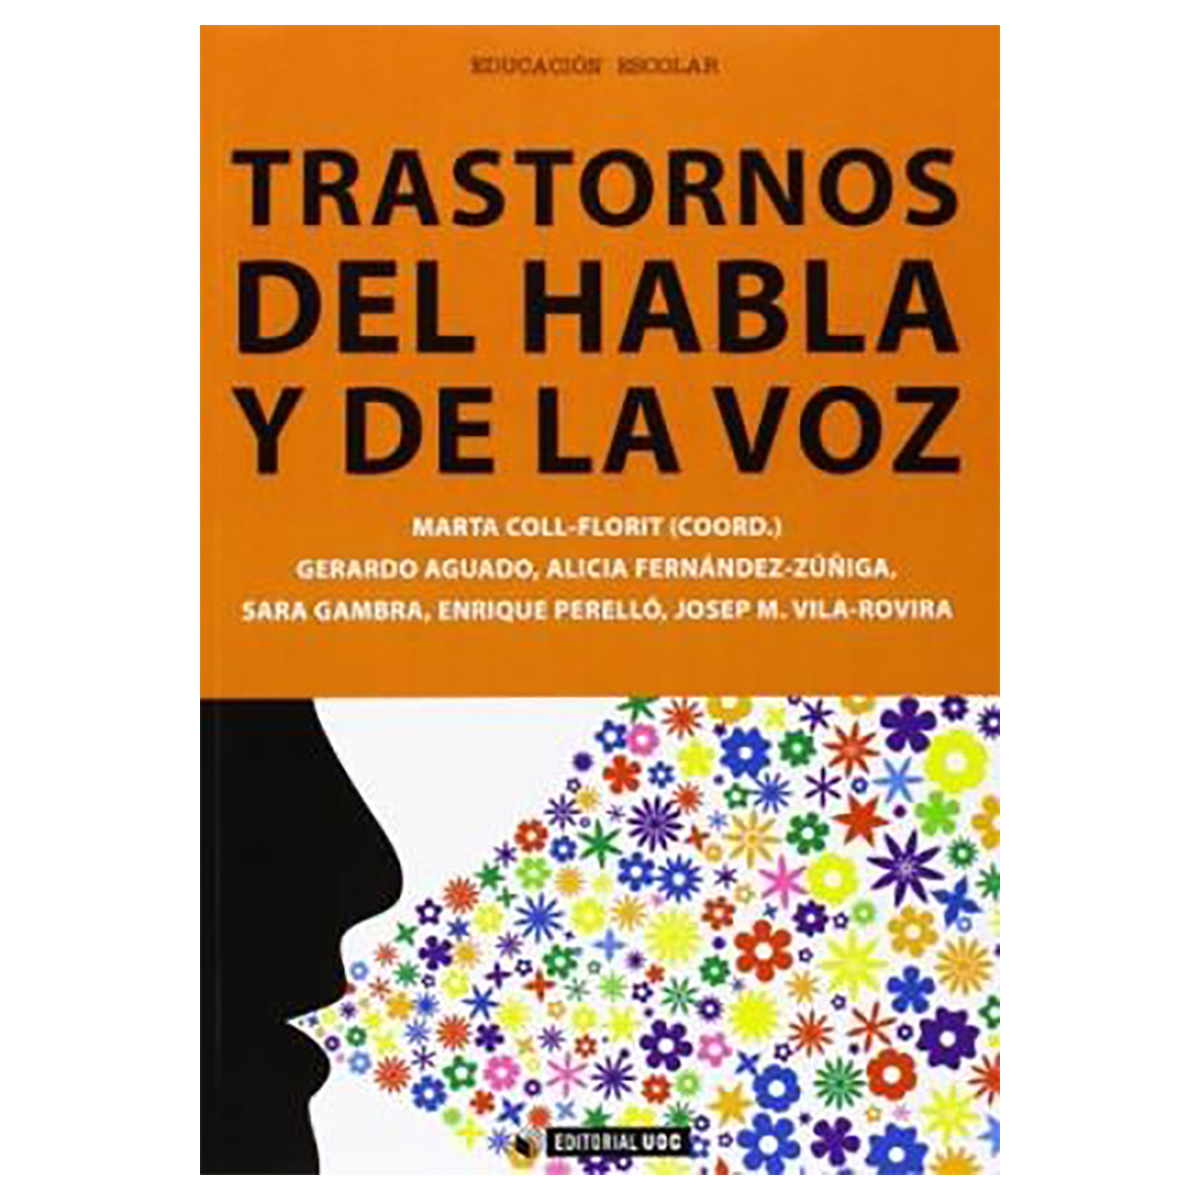 EDUCACIÓN ESCOLAR
TRASTORNOS
DEL HABLA
Y DE LA VOZ
MARTA COLL-FLORIT (COORD.)
GERARDO AGUADO, ALICIA FERNÁNDEZ-ZÚÑIGA,
SARA GAMBRA, ENRIQUE PERELLÓ, JOSEP M. VILA-ROVIRA
EDITORIAL UOC